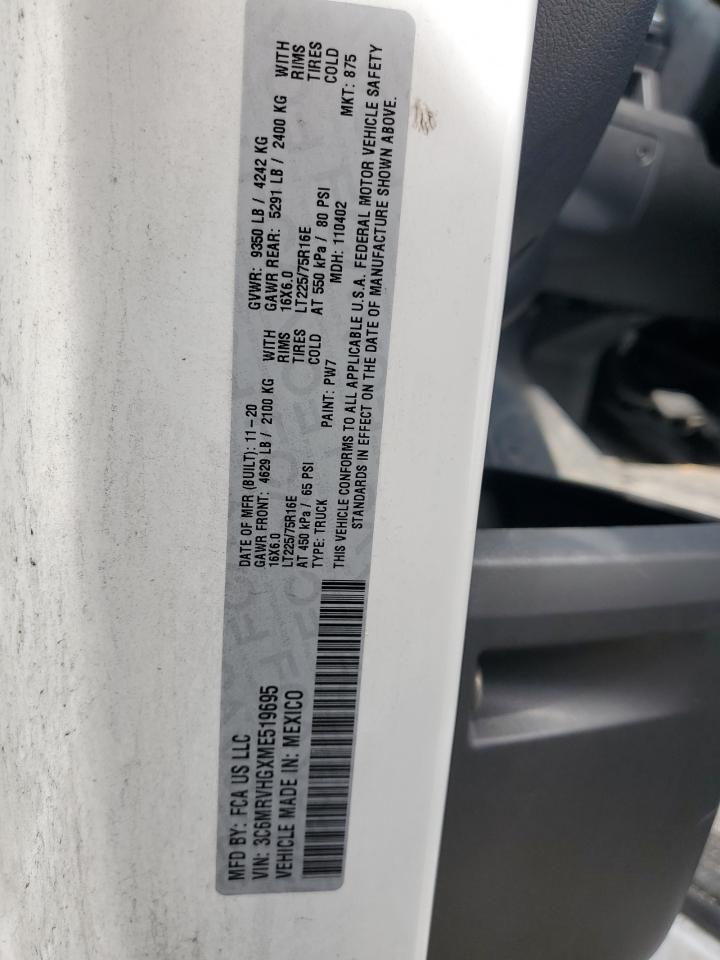 MFD BY: FCA US LLC
DATE OF MFR (BUILT): 11-20
GVWR: 9350 LB / 4242 KG
VIN: 3C6MRVHGXME519695
GAWR FRONT: 4629 LB / 2100 KG WITH
GAWR REAR: 5291 LB / 2400 KG WITH
VEHICLE MADE IN: MEXICO
16X6.0 RIMS
16X6.0 RIMS
LT225/75R16E TIRES
LT225/75R16E TIRES
AT 450 kPa / 65 PSI COLD
AT 550 kPa / 80 PSI COLD
TYPE: TRUCK PAINT: PW7 MDH: 110402 MKT: 875
THIS VEHICLE CONFORMS TO ALL APPLICABLE U.S.A. FEDERAL MOTOR VEHICLE SAFETY
STANDARDS IN EFFECT ON THE DATE OF MANUFACTURE SHOWN ABOVE.